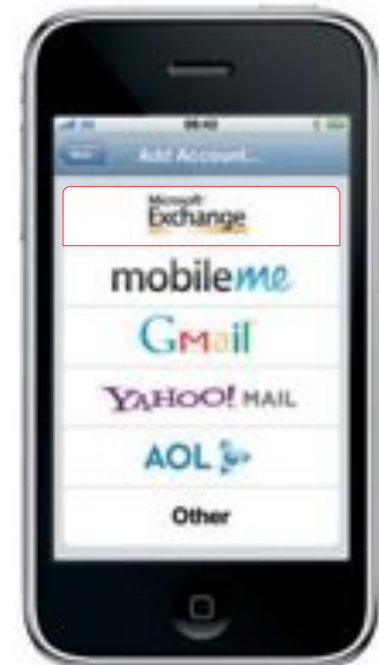 Add Account...
Microsoft
Exchange
mobileme
Gmail
YAHOO! MAIL
AOL
Other